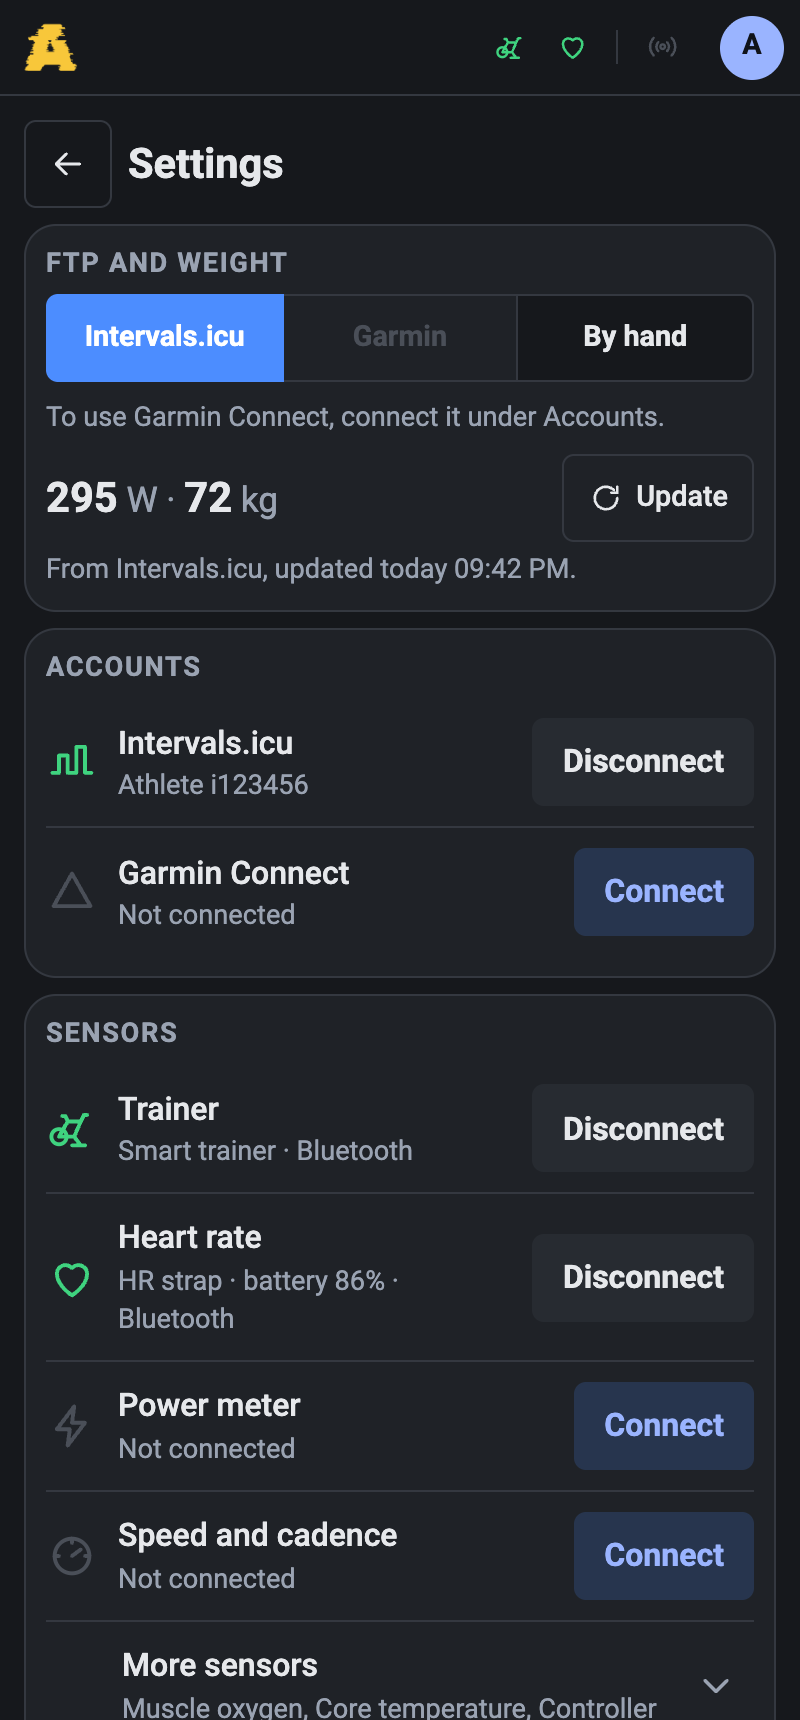 A
A
Settings
FTP AND WEIGHT
Intervals.icu
Garmin
By hand
To use Garmin Connect, connect it under Accounts.
295 W · 72 kg
Update
From Intervals.icu, updated today 09:42 PM.
ACCOUNTS
Intervals.icu
Athlete i123456
Disconnect
Garmin Connect
Not connected
Connect
SENSORS
Trainer
Smart trainer · Bluetooth
Disconnect
Heart rate
HR strap · battery 86% ·
Bluetooth
Disconnect
Power meter
Not connected
Connect
Speed and cadence
Not connected
Connect
More sensors
Muscle oxygen, Core temperature, Controller